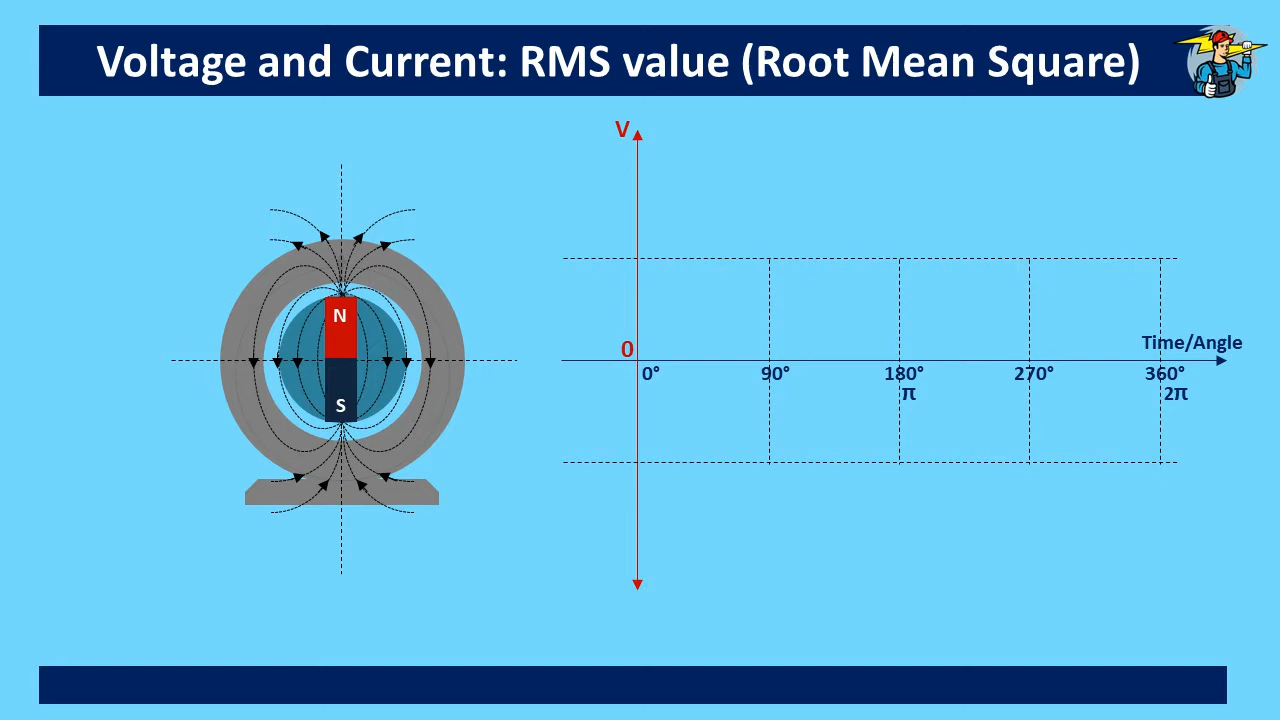 Voltage and Current: RMS value (Root Mean Square)
V
N
S
0
Time/Angle
0° 90° 180° 270° 360°
π 2π